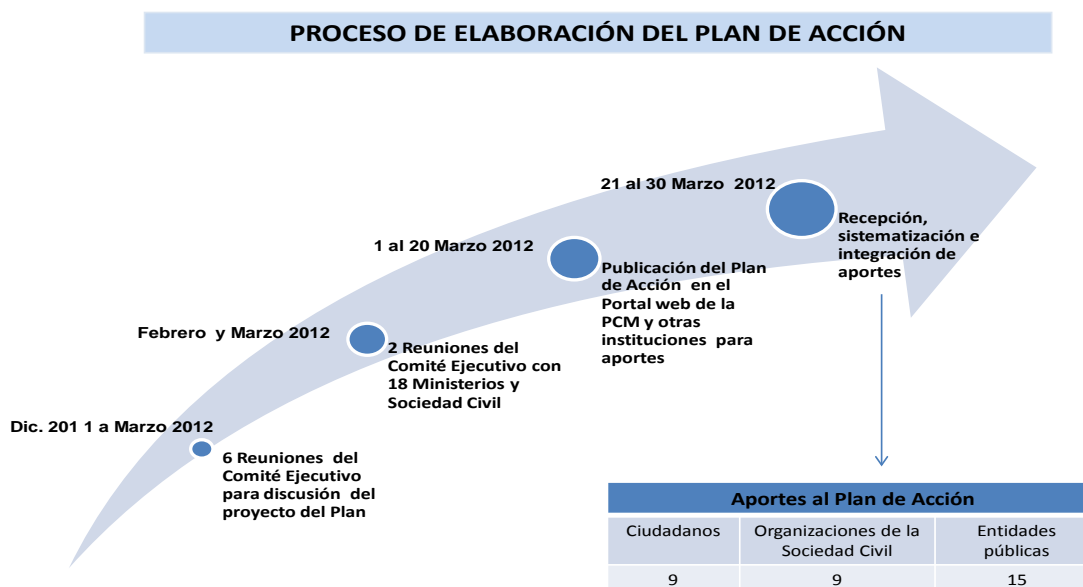 PROCESO DE ELABORACIÓN DEL PLAN DE ACCIÓN
Dic. 201 1 a Marzo 2012
6 Reuniones del
Comité Ejecutivo
para discusión del
proyecto del Plan
Febrero y Marzo 2012
2 Reuniones del
Comité Ejecutivo con
18 Ministerios y
Sociedad Civil
1 al 20 Marzo 2012
Publicación del Plan
de Acción en el
Portal web de la
PCM y otras
instituciones para
aportes
21 al 30 Marzo 2012
Recepción,
sistematización e
integración de
aportes
Aportes al Plan de Acción
Ciudadanos
Organizaciones de la
Sociedad Civil
Entidades
públicas
9
9
15